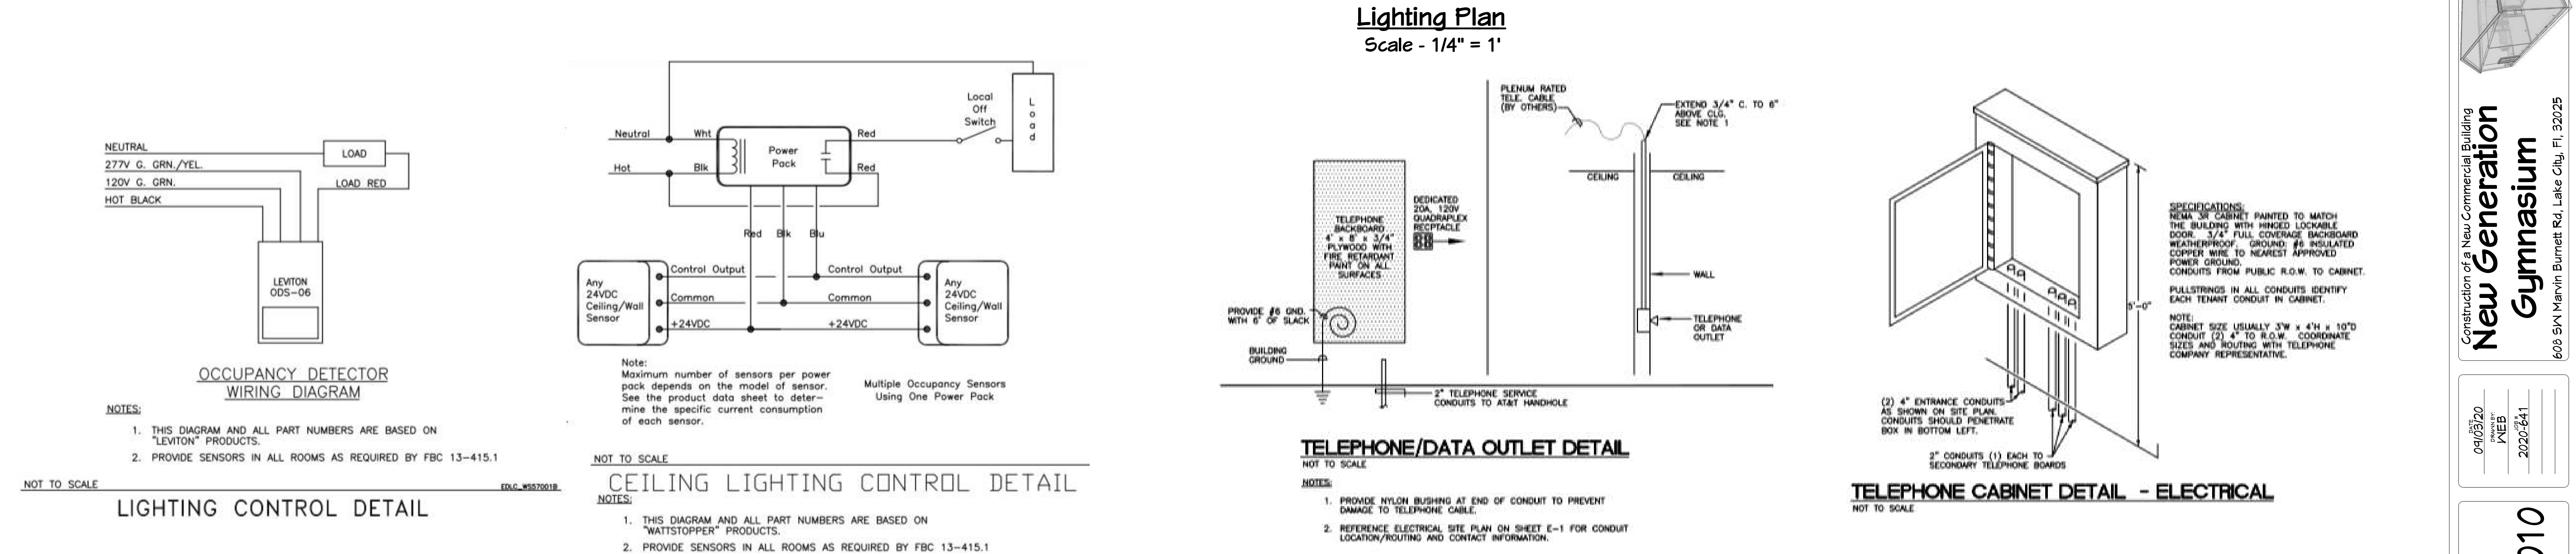 Lighting Plan
Scale - 1/4" = 1'
NEUTRAL
277V G. GRN./YEL.
120V G. GRN.
HOT BLACK
LOAD
LOAD RED
LEVITON
ODS-06
OCCUPANCY DETECTOR
WIRING DIAGRAM
NOTES:
1. THIS DIAGRAM AND ALL PART NUMBERS ARE BASED ON
"LEVITON" PRODUCTS.
2. PROVIDE SENSORS IN ALL ROOMS AS REQUIRED BY FBC 13-415.1
NOT TO SCALE
EDLC_WS57001B
LIGHTING CONTROL DETAIL
Neutral
Hot
Wht
Blk
Power
Pack
Red
Red
Local
Off
Switch
Load
Red
Blk
Blu
Any
24VDC
Ceiling/Wall
Sensor
Control Output
Common
+24VDC
Control Output
Common
+24VDC
Any
24VDC
Ceiling/Wall
Sensor
Note:
Maximum number of sensors per power
pack depends on the model of sensor.
See the product data sheet to deter-
mine the specific current consumption
of each sensor.
Multiple Occupancy Sensors
Using One Power Pack
NOT TO SCALE
CEILING LIGHTING CONTROL DETAIL
NOTES:
1. THIS DIAGRAM AND ALL PART NUMBERS ARE BASED ON
"WATTSTOPPER" PRODUCTS.
2. PROVIDE SENSORS IN ALL ROOMS AS REQUIRED BY FBC 13-415.1
TELEPHONE
BACKBOARD
4' x 8' x 3/4"
PLYWOOD WITH
FIRE RETARDANT
PAINT ON ALL
SURFACES
DEDICATED
20A, 120V
QUADRAPLEX
RECPTACLE
PROVIDE #6 GND.
WITH 6' OF SLACK
BUILDING
GROUND
2" TELEPHONE SERVICE
CONDUITS TO AT&T HANDHOLE
PLENUM RATED
TELE. CABLE
(BY OTHERS)
EXTEND 3/4" C. TO 6"
ABOVE CLG.
SEE NOTE 1
CEILING
CEILING
WALL
TELEPHONE
OR DATA
OUTLET
TELEPHONE/DATA OUTLET DETAIL
NOT TO SCALE
NOTES:
1. PROVIDE NYLON BUSHING AT END OF CONDUIT TO PREVENT
DAMAGE TO TELEPHONE CABLE.
2. REFERENCE ELECTRICAL SITE PLAN ON SHEET E-1 FOR CONDUIT
LOCATION/ROUTING AND CONTACT INFORMATION.
SPECIFICATIONS:
NEMA 3R CABINET PAINTED TO MATCH
THE BUILDING WITH HINGED LOCKABLE
DOOR. 3/4" FULL COVERAGE BACKBOARD
WEATHERPROOF. GROUND: #6 INSULATED
COPPER WIRE TO NEAREST APPROVED
POWER GROUND.
CONDUITS FROM PUBLIC R.O.W. TO CABINET.
PULLSTRINGS IN ALL CONDUITS IDENTIFY
EACH TENANT CONDUIT IN CABINET.
NOTE:
CABINET SIZE USUALLY 3'W x 4'H x 10"D
CONDUIT (2) 4" TO R.O.W. COORDINATE
SIZES AND ROUTING WITH TELEPHONE
COMPANY REPRESENTATIVE.
5'-0"
(2) 4" ENTRANCE CONDUITS
AS SHOWN ON SITE PLAN.
CONDUITS SHOULD PENETRATE
BOX IN BOTTOM LEFT.
2" CONDUITS (1) EACH TO
SECONDARY TELEPHONE BOARDS
TELEPHONE CABINET DETAIL - ELECTRICAL
NOT TO SCALE
Construction of a New Commercial Building
New Generation
Gymnasium
608 SW Marvin Burnett Rd, Lake City, Fl, 32025
DATE
09/03/20
DRAWN BY:
WEB
JOB #
2020-641